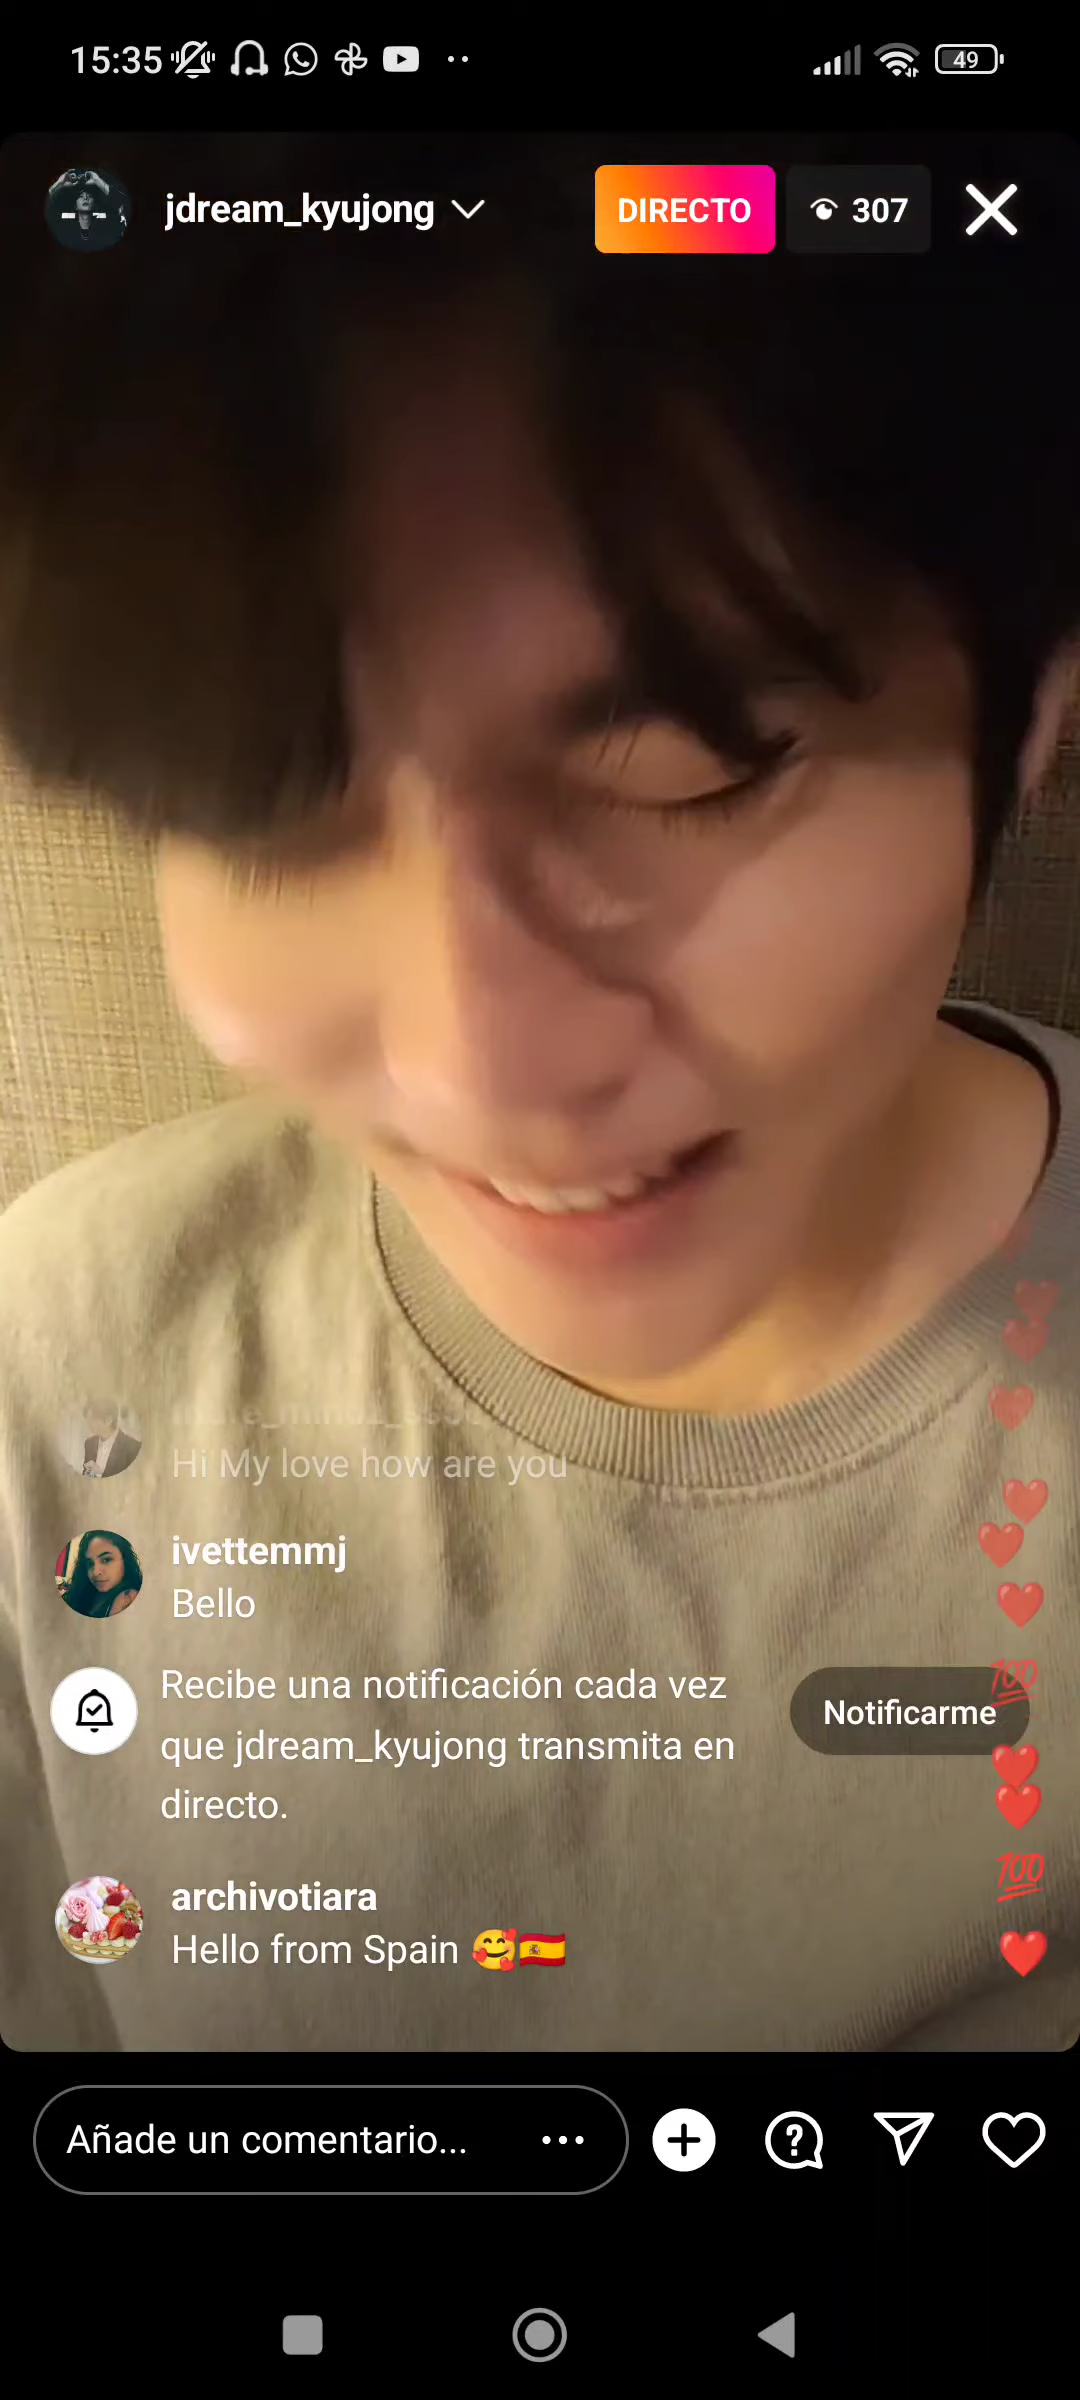 15:35
49
jdream_kyujong
DIRECTO
307
Hi My love how are you
ivettemmj
Bello
Recibe una notificación cada vez
que jdream_kyujong transmita en
directo.
Notificarme
archivotiara
Hello from Spain 🥰🇪🇸
Añade un comentario...